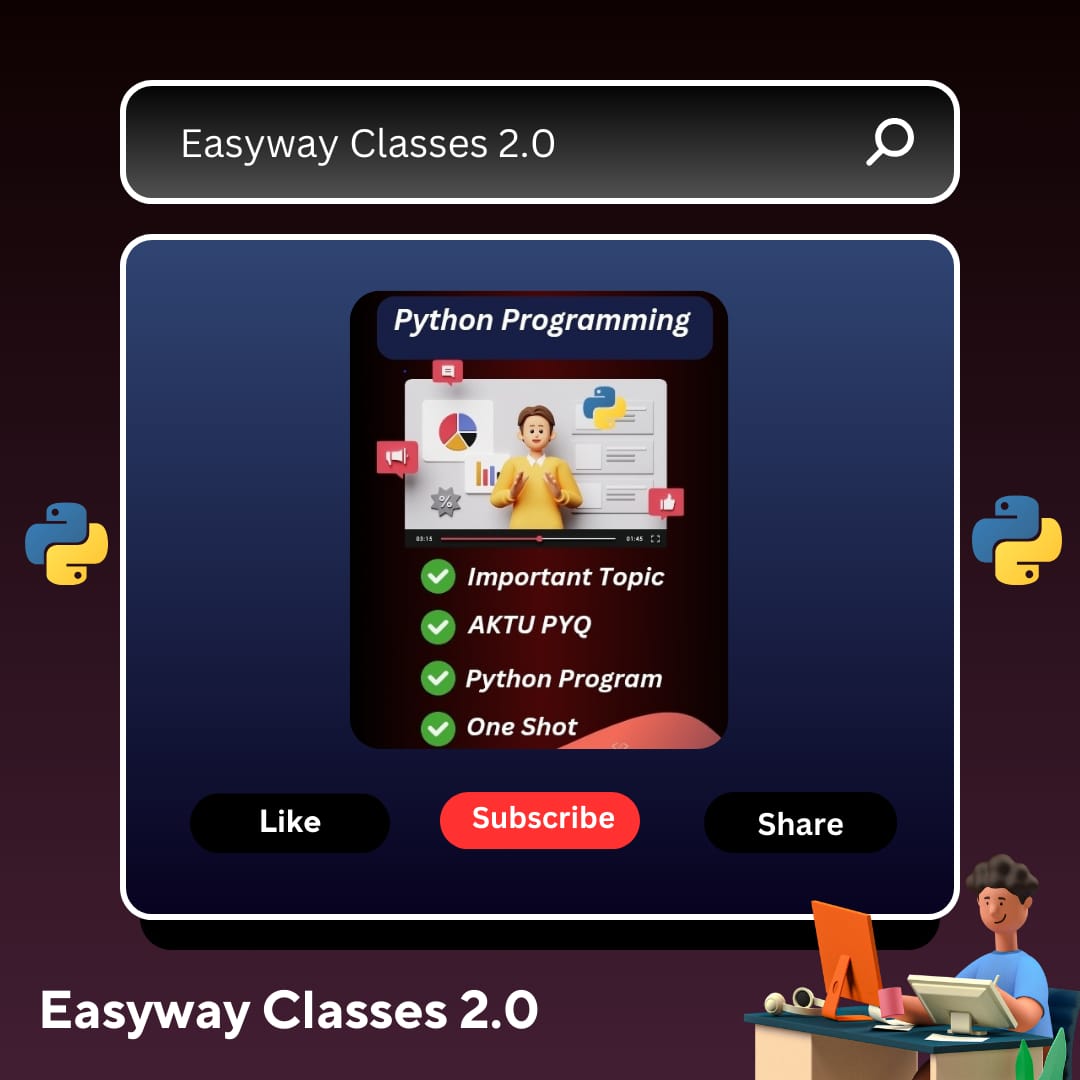 Easyway Classes 2.0
Python Programming
%
03:15
01:45
Important Topic
AKTU PYQ
Python Program
One Shot
</>
Like
Subscribe
Share
Easyway Classes 2.0